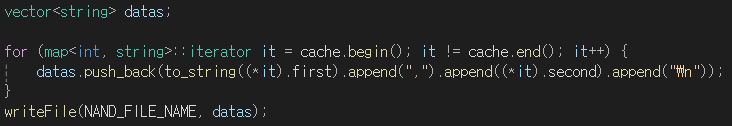 vector<string> datas;
for (map<int, string>::iterator it = cache.begin(); it != cache.end(); it++) {
datas.push_back(to_string((*it).first).append(",").append((*it).second).append("₩n"));
}
writeFile(NAND_FILE_NAME, datas);